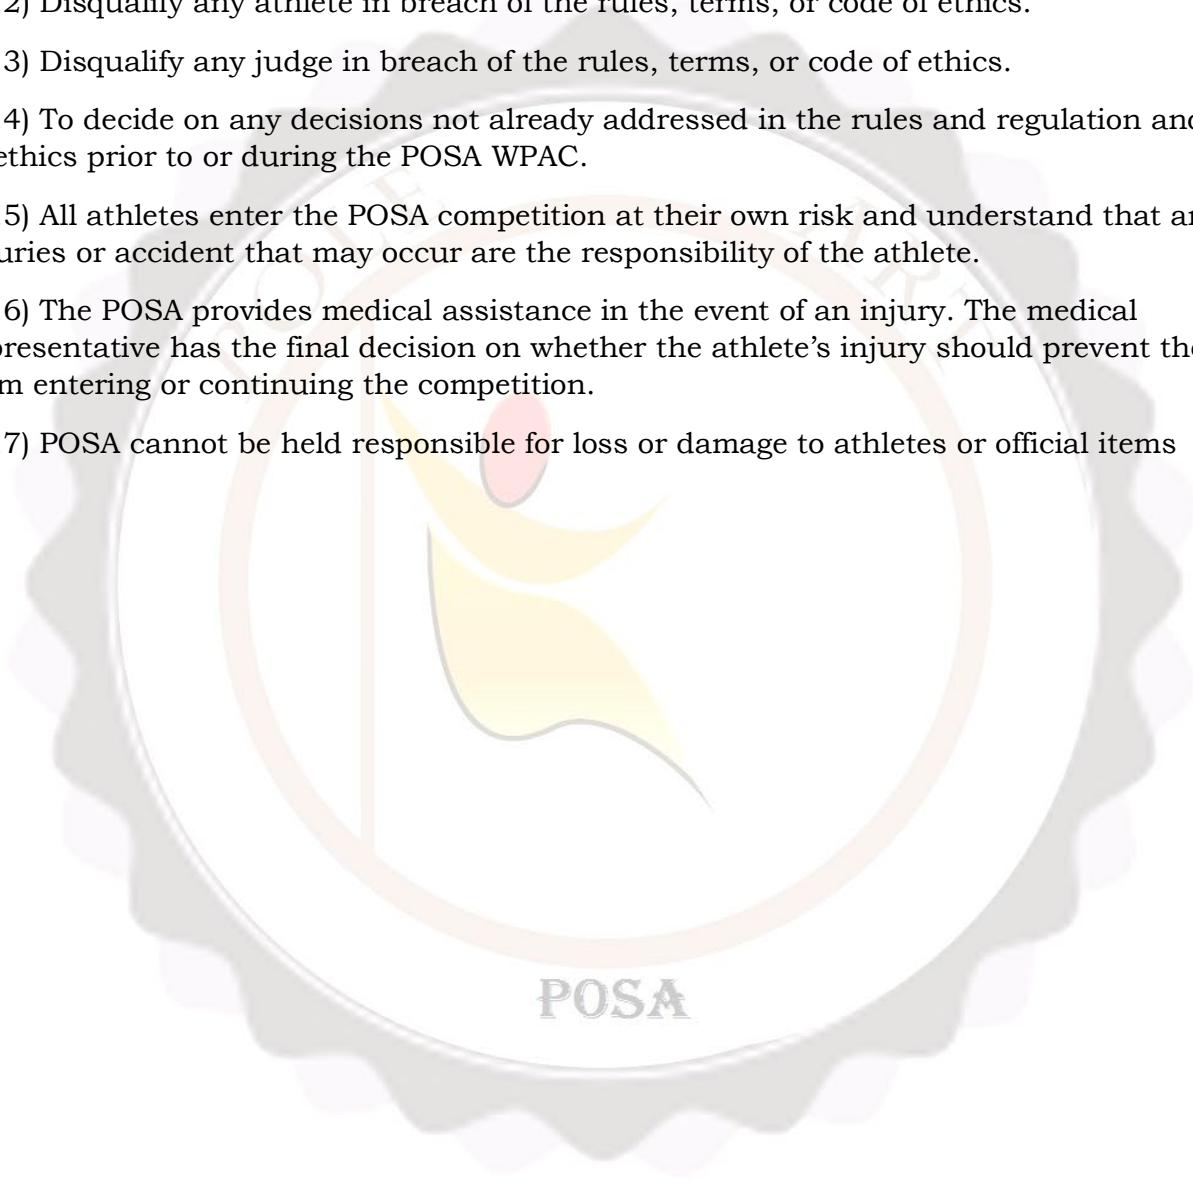 2) Disqualify any athlete in breach of the rules, terms, or code of ethics.
3) Disqualify any judge in breach of the rules, terms, or code of ethics.
4) To decide on any decisions not already addressed in the rules and regulation and
ethics prior to or during the POSA WPAC.
5) All athletes enter the POSA competition at their own risk and understand that
or accident that may occur are the responsibility of the athlete.
6) The POSA provides medical assistance in the event of an injury. The medical
has the final decision on whether the athlete's injury should prevent
entering or continuing the competition.
7) POSA cannot be held responsible for loss or damage to athletes or official items
POLE ART
POSA